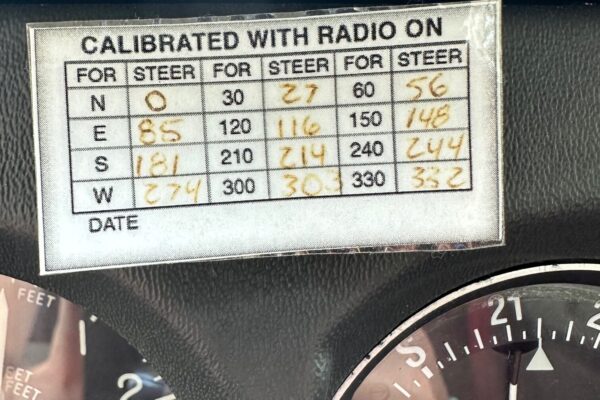 CALIBRATED WITH RADIO ON
FOR STEER FOR STEER FOR STEER
N 0 30 27 60 56
E 85 120 116 150 148
S 181 210 214 240 244
W 274 300 303 330 332
DATE
FEET
FEET
2
S 21